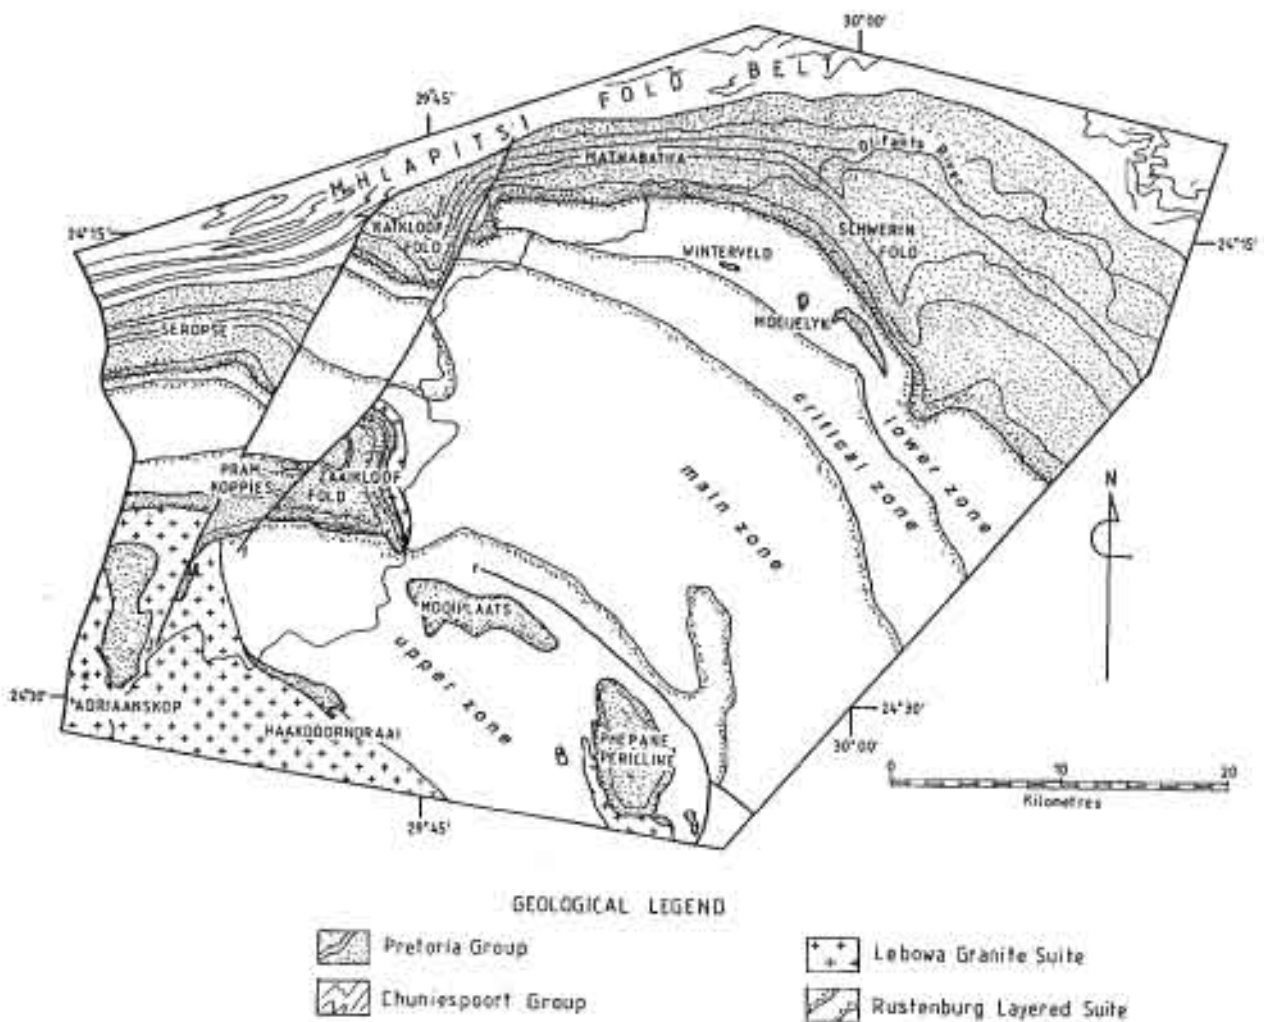 30°00'
29°45'
MHLAPITSI FOLD BELT
MATHABATHA
Olifants River
24°15'
KATKLOOF
FOLD
SCHWERIN
FOLD
24°15'
WINTERVELD
MOEIJELYK
SEROPSE
critical zone
lower zone
main zone
PRAH-
KOPPIES
ZAAIKLOOF
FOLD
N
MOOIPLAATS
upper zone
24°30'
ADRIAANSKOP
HAAKDOORNDRAAI
PHEPANE
PERICLINE
24°30'
30°00'
0 10 20
Kilometres
29°45'
GEOLOGICAL LEGEND
Pretoria Group
Lebowa Granite Suite
Chuniespoort Group
Rustenburg Layered Suite